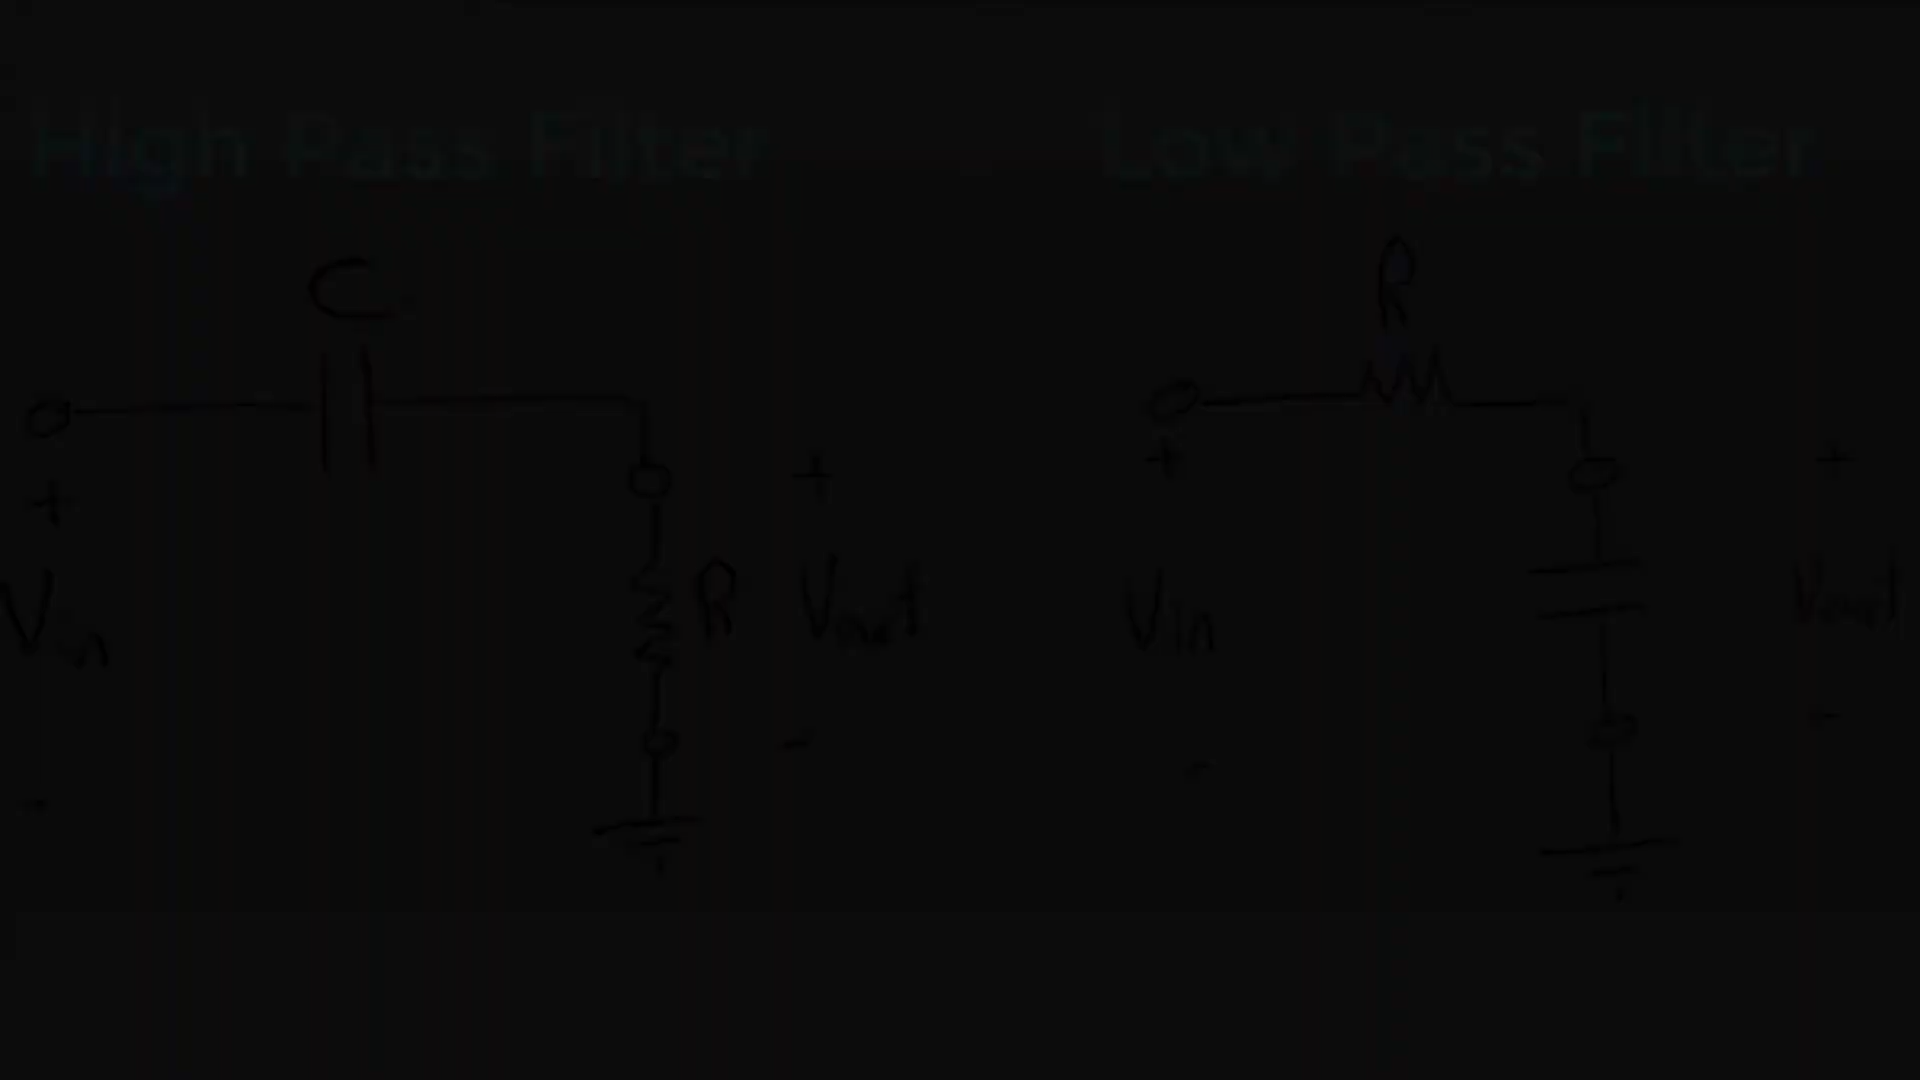 High Pass Filter
Low Pass Filter
C
R
+
+
+
+
Vin
R
Vout
Vin
Vout
-
-
-
-